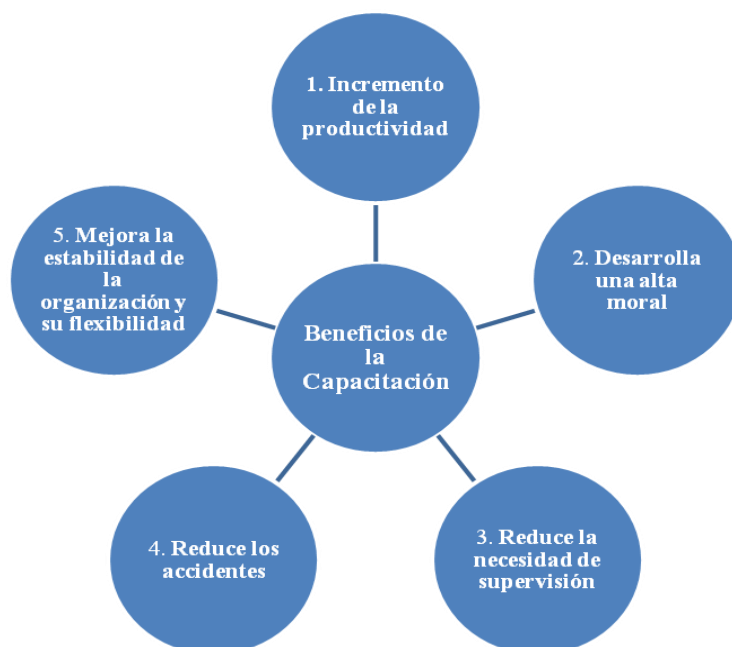 1. Incremento
de la
productividad
2. Desarrolla
una alta
moral
3. Reduce la
necesidad de
supervisión
4. Reduce los
accidentes
5. Mejora la
estabilidad de
la
organización y
su flexibilidad
Beneficios de
la
Capacitación